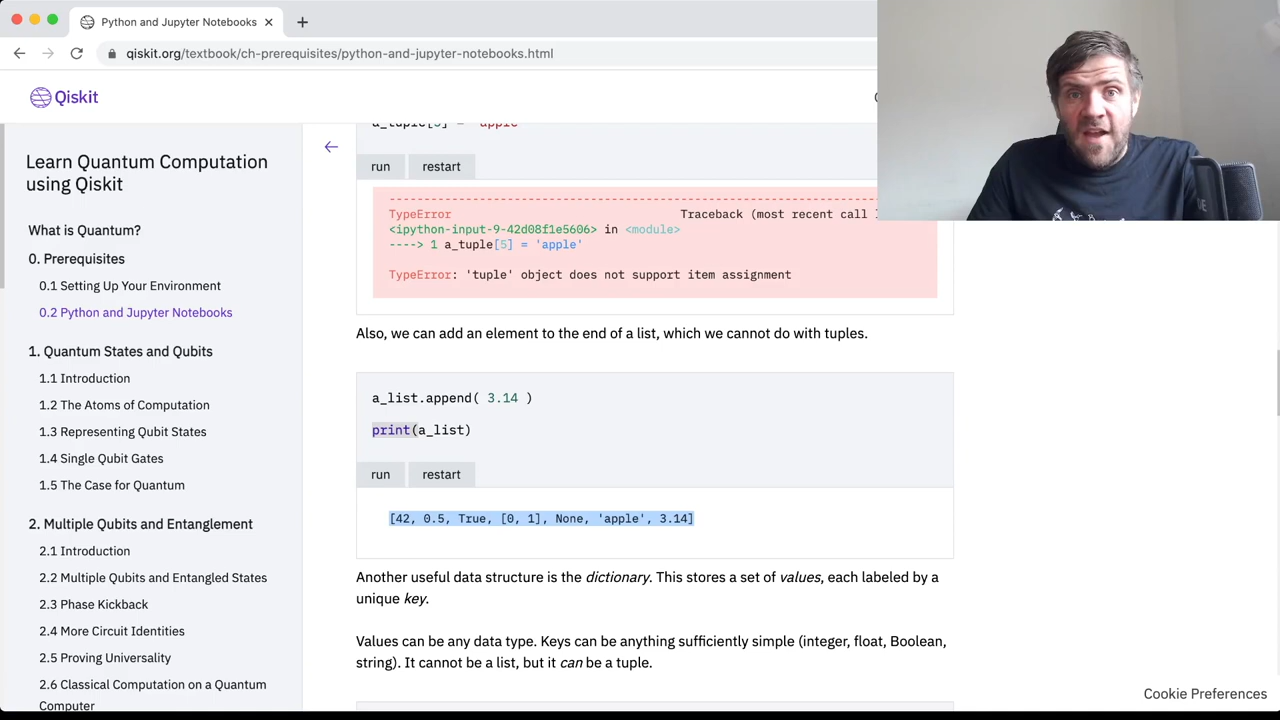 Python and Jupyter Notebooks
qiskit.org/textbook/ch-prerequisites/python-and-jupyter-notebooks.html
Qiskit
Learn Quantum Computation
using Qiskit
What is Quantum?
0. Prerequisites
0.1 Setting Up Your Environment
0.2 Python and Jupyter Notebooks
1. Quantum States and Qubits
1.1 Introduction
1.2 The Atoms of Computation
1.3 Representing Qubit States
1.4 Single Qubit Gates
1.5 The Case for Quantum
2. Multiple Qubits and Entanglement
2.1 Introduction
2.2 Multiple Qubits and Entangled States
2.3 Phase Kickback
2.4 More Circuit Identities
2.5 Proving Universality
2.6 Classical Computation on a Quantum
Computer
a_tuple[5] = 'apple'
run restart
TypeError Traceback (most recent call
<ipython-input-9-42d08f1e5606> in <module>
----> 1 a_tuple[5] = 'apple'
TypeError: 'tuple' object does not support item assignment
Also, we can add an element to the end of a list, which we cannot do with tuples.
a_list.append( 3.14 )
print(a_list)
run restart
[42, 0.5, True, [0, 1], None, 'apple', 3.14]
Another useful data structure is the dictionary. This stores a set of values, each labeled by a
unique key.
Values can be any data type. Keys can be anything sufficiently simple (integer, float, Boolean,
string). It cannot be a list, but it can be a tuple.
Cookie Preferences